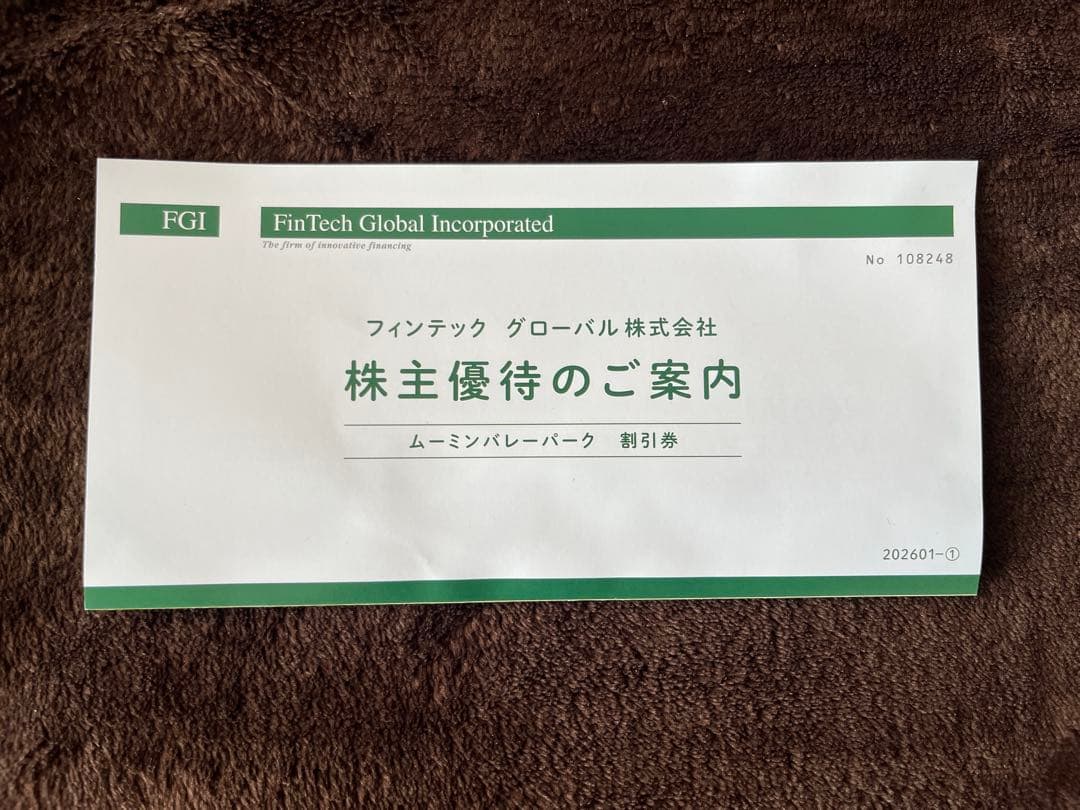 FGI
FinTech Global Incorporated
The firm of innovative financing
No 108248
フィンテック グローバル株式会社
株主優待のご案内
ムーミンバレーパーク 割引券
202601-①